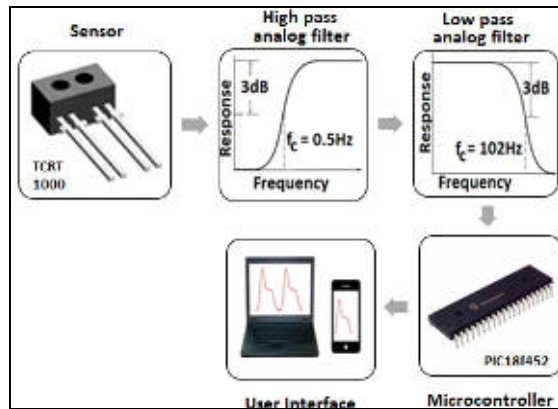 Sensor
High pass
analog filter
Low pass
analog filter
TCRT
1000
Response
3dB
fc = 0.5Hz
Frequency
Response
3dB
fc = 102Hz
Frequency
PIC18f452
User Interface
Microcontroller